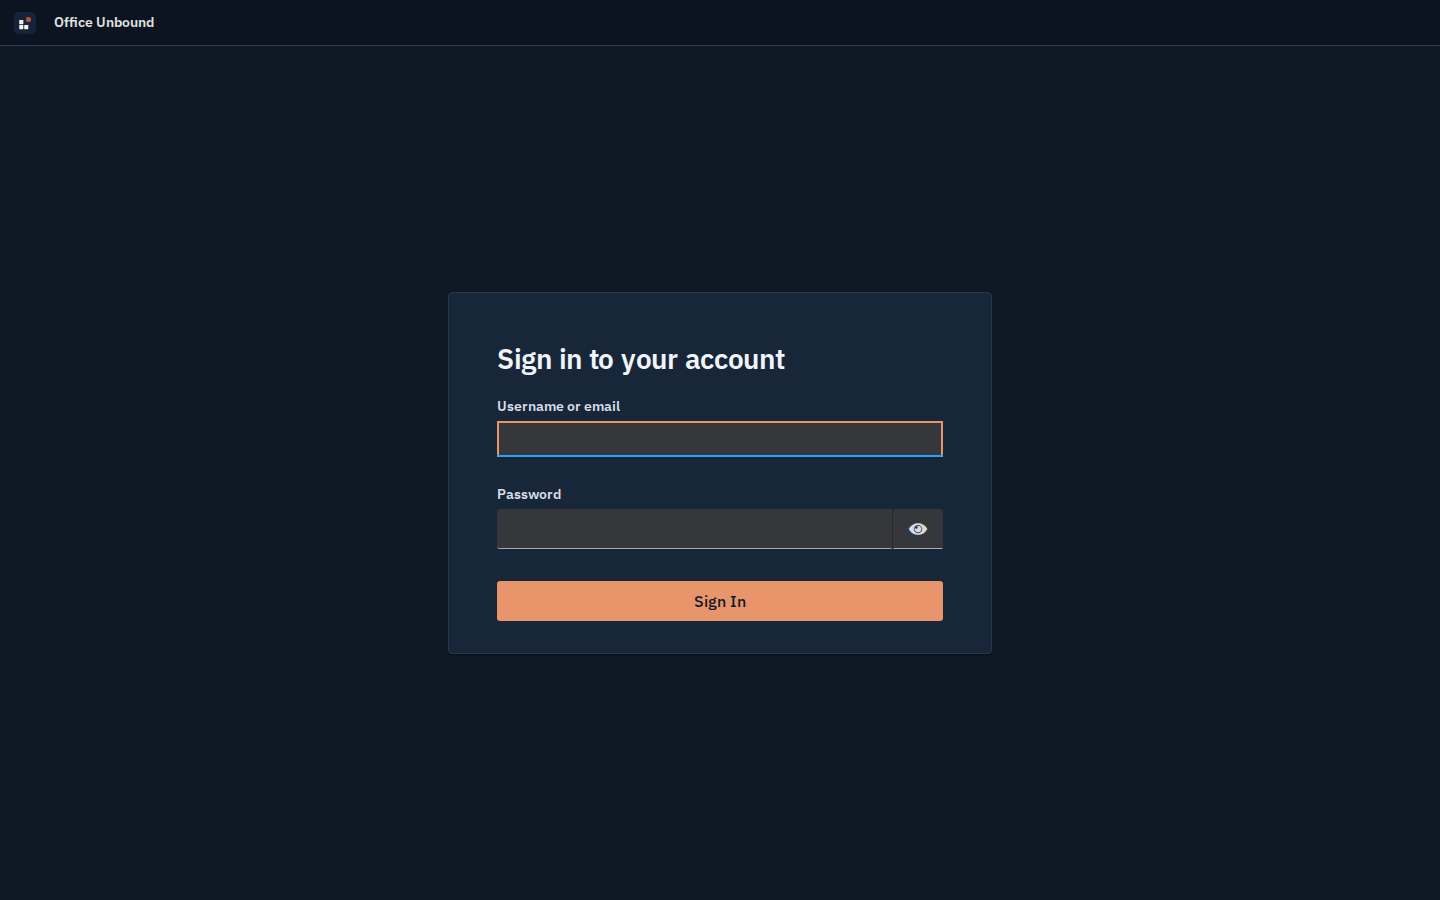 Office Unbound
Sign in to your account
Username or email
Password
Sign In